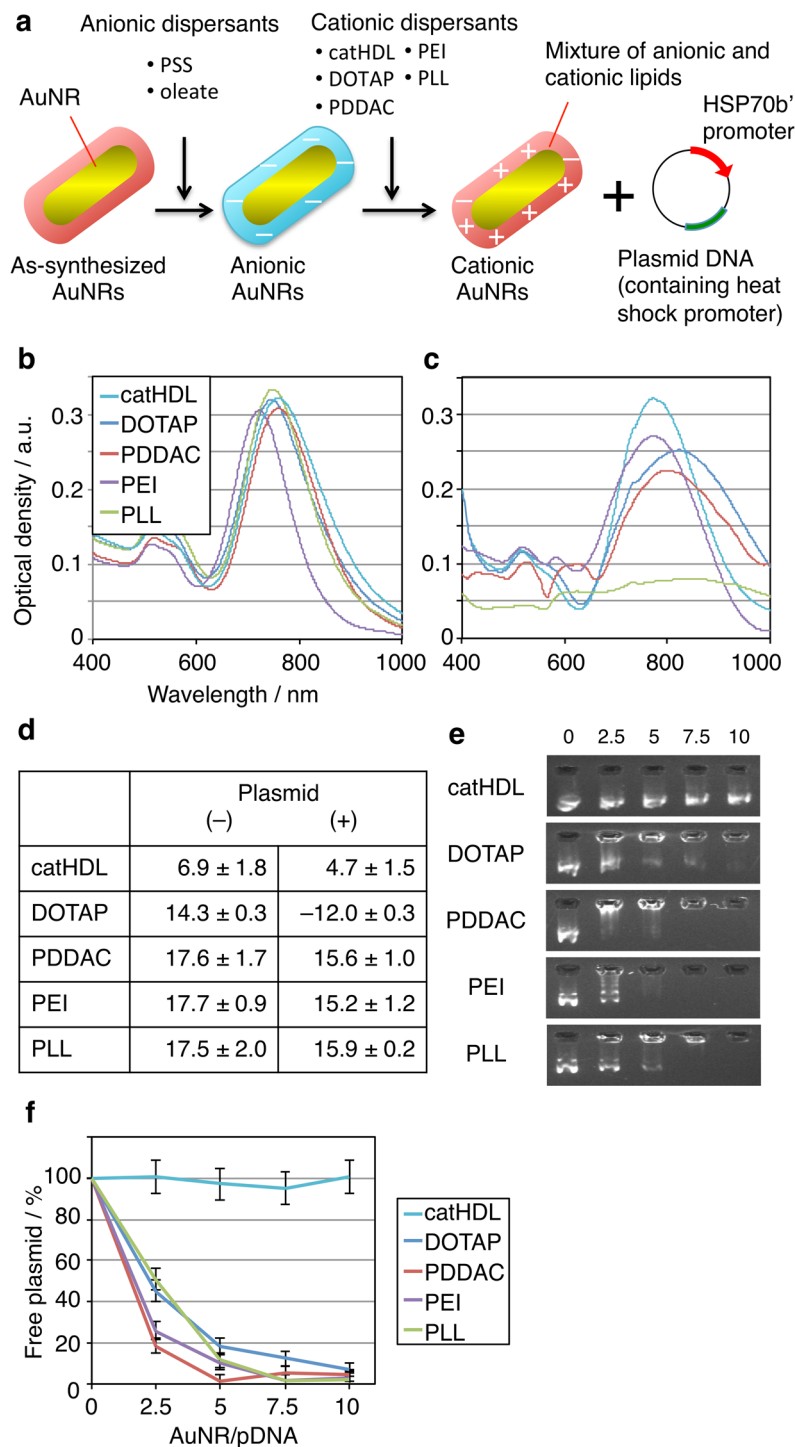 a
Anionic dispersants
• PSS
• oleate
Cationic dispersants
• catHDL • PEI
• DOTAP • PLL
• PDDAC
Mixture of anionic and
cationic lipids
AuNR
HSP70b’
promoter
As-synthesized
AuNRs
Anionic
AuNRs
Cationic
AuNRs
+
Plasmid DNA
(containing heat
shock promoter)
b
Optical density / a.u.
0.3
0.2
0.1
0
catHDL
DOTAP
PDDAC
PEI
PLL
400 600 800 1000
Wavelength / nm
c
0.3
0.2
0.1
0
400 600 800 1000
d
Plasmid
(–) (+)
catHDL 6.9 ± 1.8 4.7 ± 1.5
DOTAP 14.3 ± 0.3 –12.0 ± 0.3
PDDAC 17.6 ± 1.7 15.6 ± 1.0
PEI 17.7 ± 0.9 15.2 ± 1.2
PLL 17.5 ± 2.0 15.9 ± 0.2
e
0 2.5 5 7.5 10
catHDL
DOTAP
PDDAC
PEI
PLL
f
Free plasmid / %
100
80
60
40
20
0
0 2.5 5 7.5 10
AuNR/pDNA
catHDL
DOTAP
PDDAC
PEI
PLL